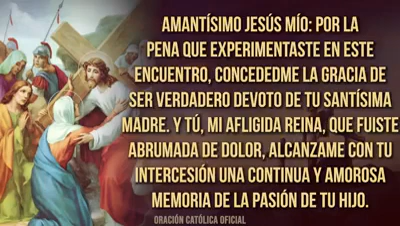 AMANTÍSIMO JESÚS MÍO: POR LA
PENA QUE EXPERIMENTASTE EN ESTE
ENCUENTRO, CONCEDEDME LA GRACIA DE
SER VERDADERO DEVOTO DE TU SANTÍSIMA
MADRE. Y TÚ, MI AFLIGIDA REINA, QUE FUISTE
ABRUMADA DE DOLOR, ALCANZAME CON TU
INTERCESIÓN UNA CONTINUA Y AMOROSA
MEMORIA DE LA PASIÓN DE TU HIJO.
ORACIÓN CATÓLICA OFICIAL